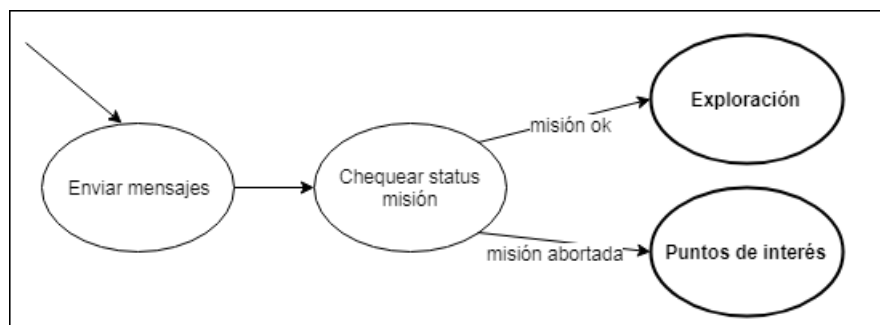 Enviar mensajes
Chequear status
misión
misión ok
Exploración
misión abortada
Puntos de interés